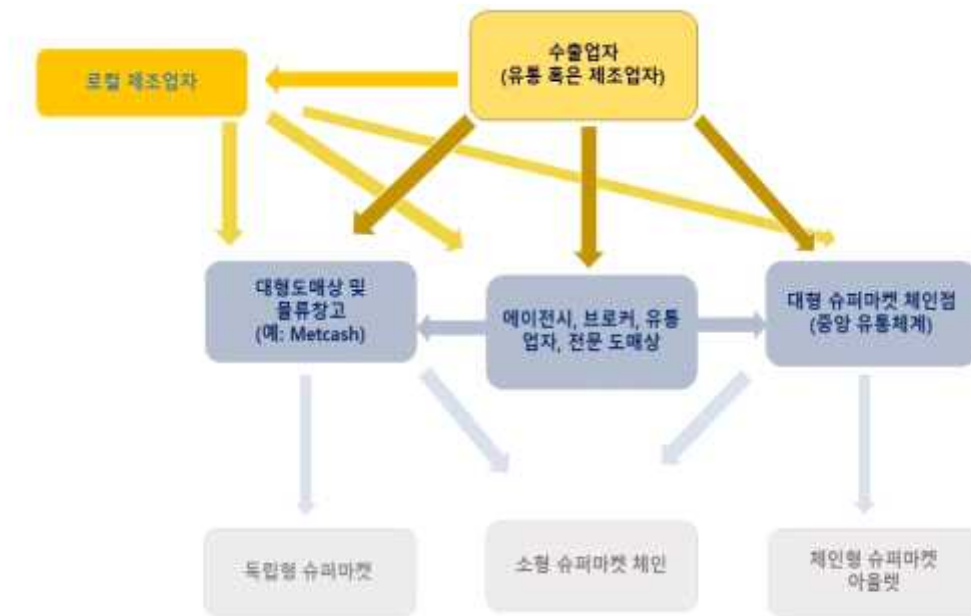 수출업자
(유통 혹은 제조업자)
로컬 제조업자
대형도매상 및
물류창고
(예: Metcash)
에이전시, 브로커, 유통
업자, 전문 도매상
대형 슈퍼마켓 체인점
(중앙 유통체계)
독립형 슈퍼마켓
소형 슈퍼마켓 체인
체인형 슈퍼마켓
아울렛